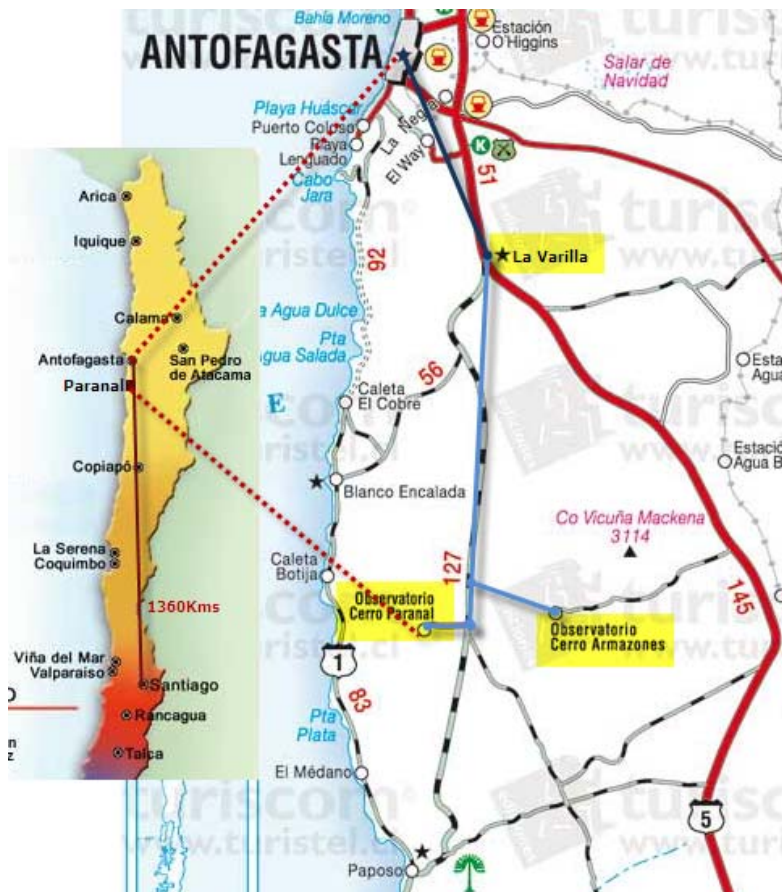 Bahía Moreno
ANTOFAGASTA
Estación
O'Higgins
Salar de
Navidad
Playa Huáscar
Puerto Coloso
Playa
Lenguado
La Negra
El Way
K
Cabo
Jara
51
La Varilla
92
Agua Dulce
Pta
Agua Salada
56
Caleta
El Cobre
E
Blanco Encalada
Estación
Agua B
Co Vicuña Mackena
3114
Caleta
Botija
127
145
Observatorio
Cerro Paranal
Observatorio
Cerro Armazones
1
83
Pta
Plata
El Médano
5
Paposo
Arica
Iquique
Calama
Antofagasta
San Pedro
de Atacama
Paranal
Copiapó
La Serena
Coquimbo
1360Kms
Viña del Mar
Valparaíso
Santiago
Rancagua
Talca
turiscom
www.turistel.cl